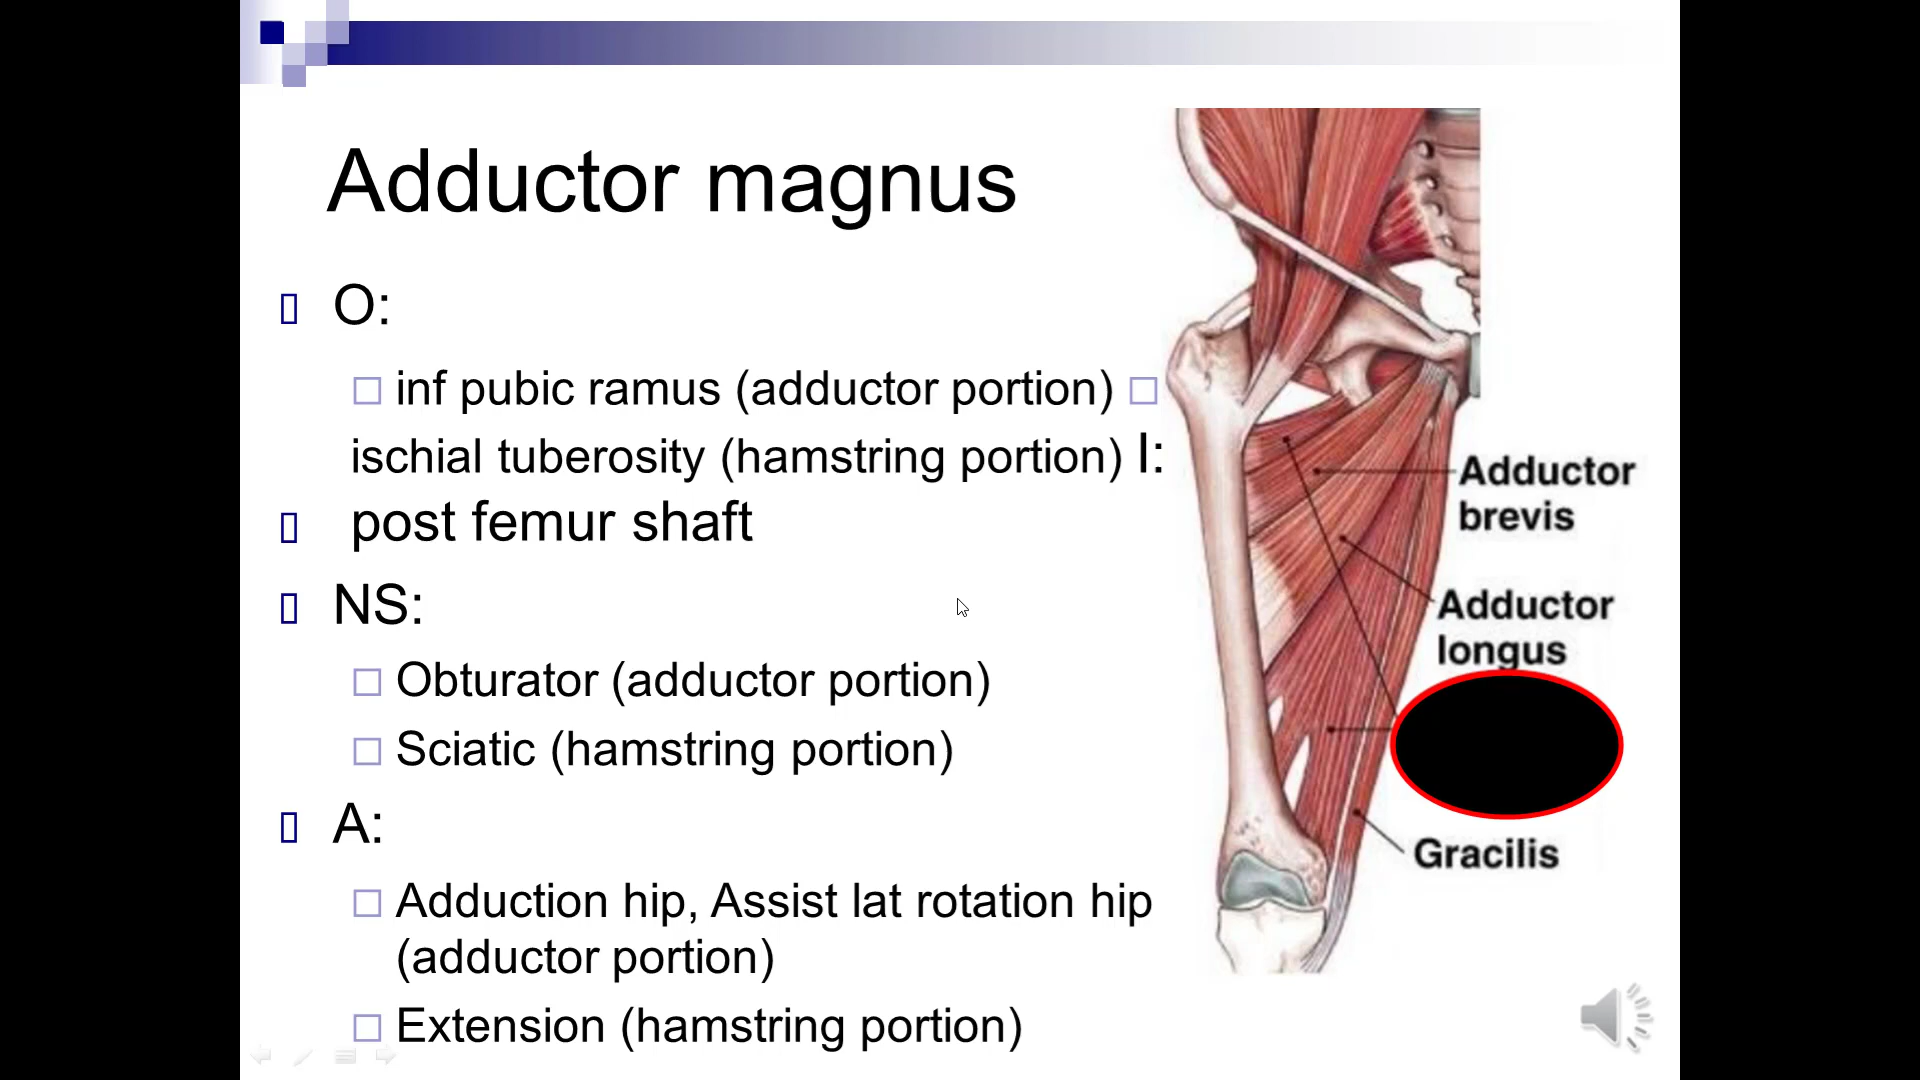 Adductor magnus
O:
inf pubic ramus (adductor portion)
ischial tuberosity (hamstring portion) I:
post femur shaft
NS:
Obturator (adductor portion)
Sciatic (hamstring portion)
A:
Adduction hip, Assist lat rotation hip
(adductor portion)
Extension (hamstring portion)
Adductor
brevis
Adductor
longus
Gracilis